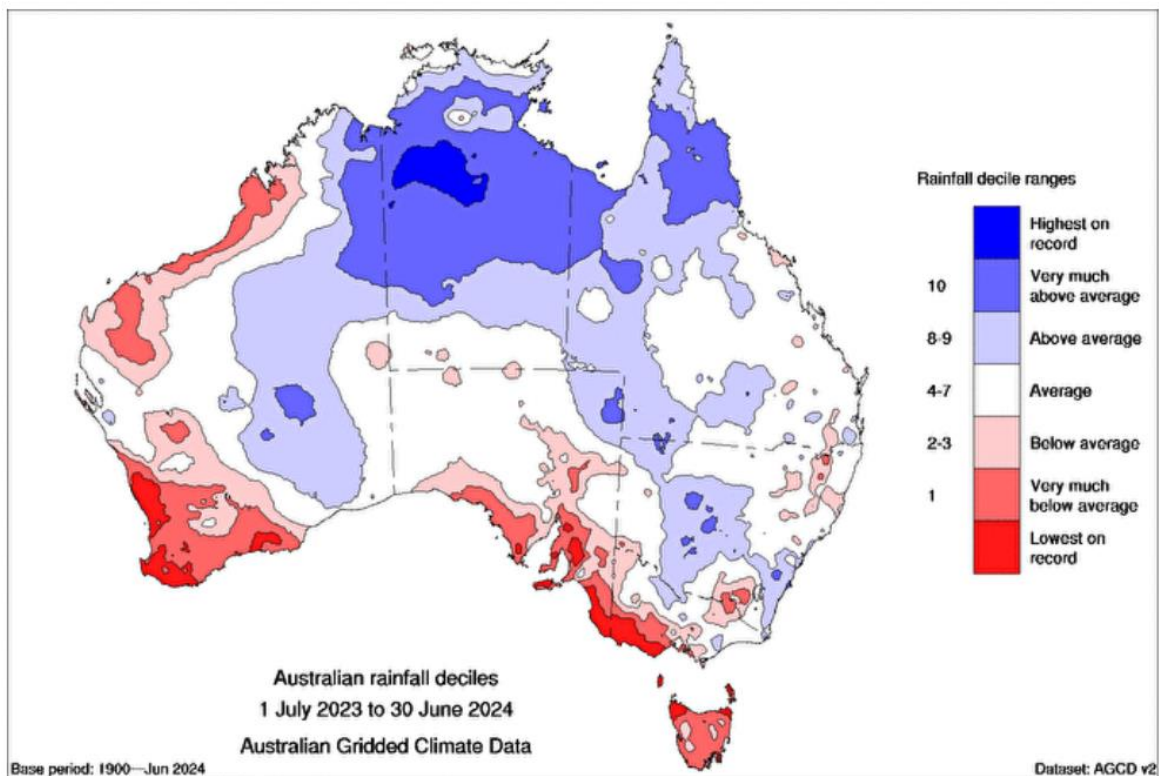 Rainfall decile ranges
Highest on
record
10
Very much
above average
8-9
Above average
4-7
Average
2-3
Below average
1
Very much
below average
Lowest on
record
Australian rainfall deciles
1 July 2023 to 30 June 2024
Australian Gridded Climate Data
Base period: 1900—Jun 2024
Dataset: AGCD v2